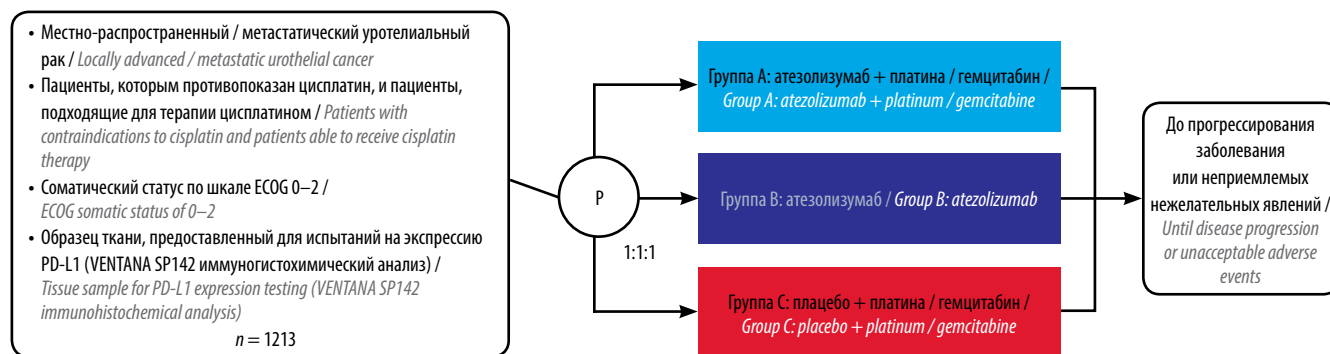 • Местно-распространенный / метастатический уротелиальный
рак / Locally advanced / metastatic urothelial cancer
• Пациенты, которым противопоказан цисплатин, и пациенты,
подходящие для терапии цисплатином / Patients with
contraindications to cisplatin and patients able to receive cisplatin
therapy
• Соматический статус по шкале ECOG 0–2 /
ECOG somatic status of 0–2
• Образец ткани, предоставленный для испытаний на экспрессию
PD-L1 (VENTANA SP142 иммуногистохимический анализ) /
Tissue sample for PD-L1 expression testing (VENTANA SP142
immunohistochemical analysis)
n = 1213
Р
1:1:1
Группа А: атезолизумаб + платина / гемцитабин /
Group A: atezolizumab + platinum / gemcitabine
Группа В: атезолизумаб / Group B: atezolizumab
Группа С: плацебо + платина / гемцитабин /
Group C: placebo + platinum / gemcitabine
До прогрессирования
заболевания
или неприемлемых
нежелательных явлений /
Until disease progression
or unacceptable adverse
events